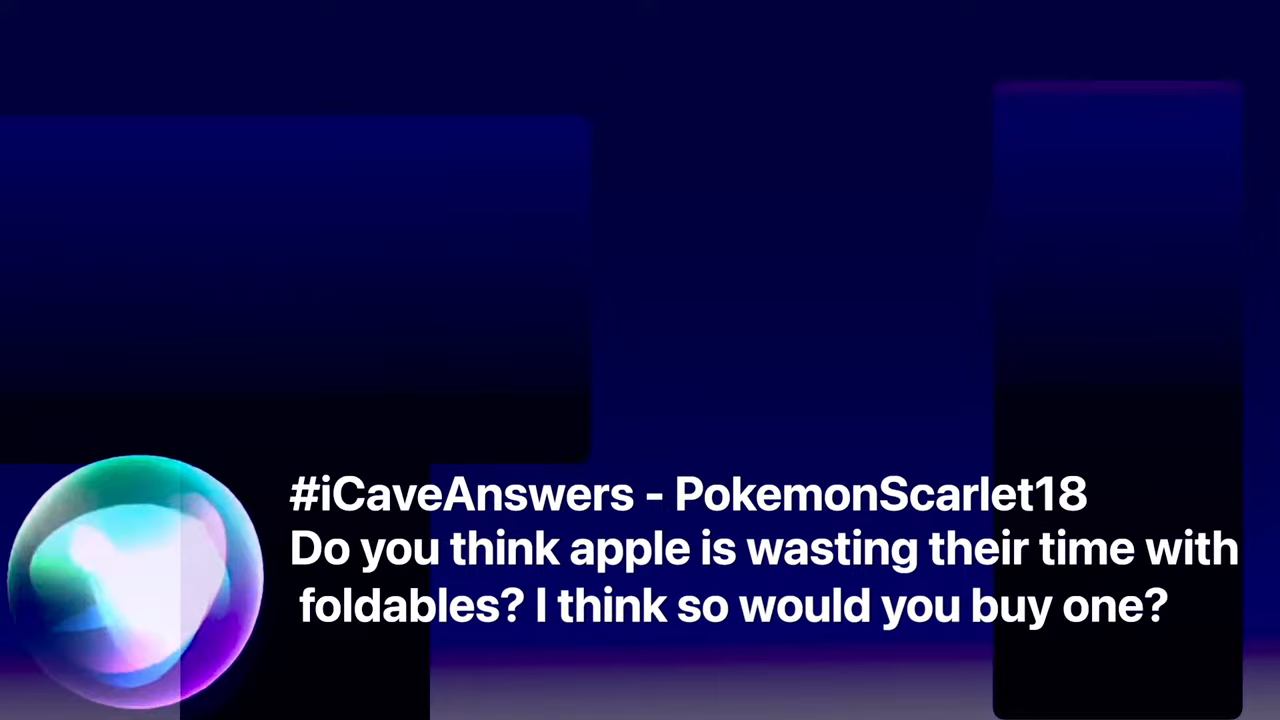 #iCaveAnswers - PokemonScarlet18
Do you think apple is wasting their time with
foldables? I think so would you buy one?